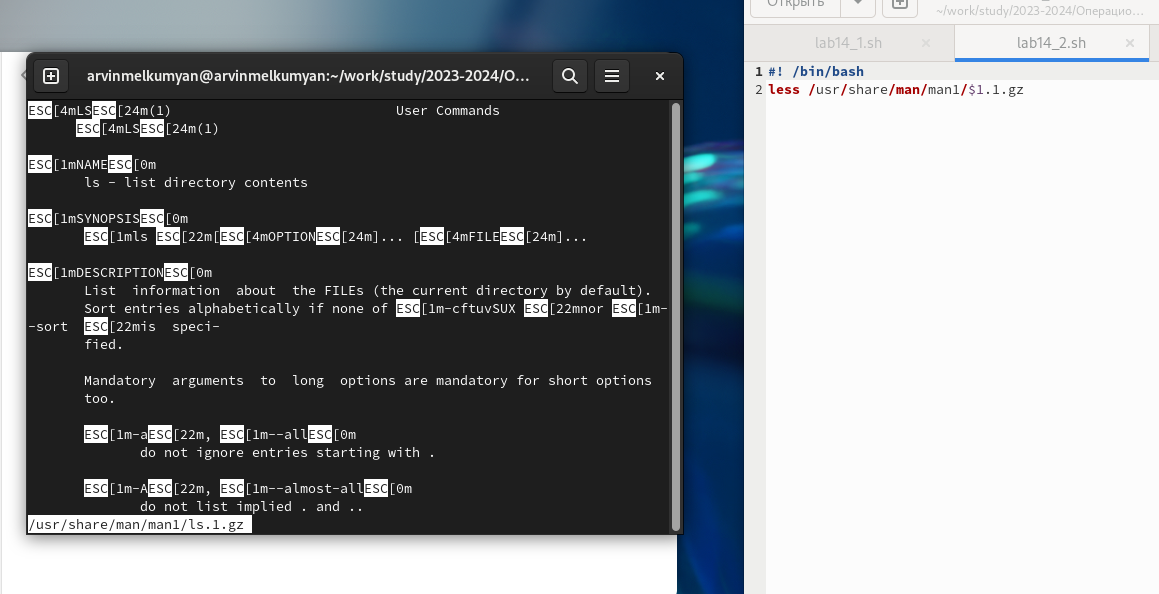 arvinmelkumyan@arvinmelkumyan:~/work/study/2023-2024/O...
ESC[4mLSESC[24m(1)                            User Commands
      ESC[4mLSESC[24m(1)
ESC[1mNAMEESC[0m
       ls - list directory contents
ESC[1mSYNOPSISESC[0m
       ESC[1mls ESC[22m[ESC[4mOPTIONESC[24m]... [ESC[4mFILEESC[24m]...
ESC[1mDESCRIPTIONESC[0m
       List  information  about  the FILEs (the current directory by default).
       Sort entries alphabetically if none of ESC[1m-cftuvSUX ESC[22mnor ESC[1m-
-sort  ESC[22mis  speci-
       fied.
       Mandatory  arguments  to  long  options are mandatory for short options
       too.
       ESC[1m-aESC[22m, ESC[1m--allESC[0m
              do not ignore entries starting with .
       ESC[1m-AESC[22m, ESC[1m--almost-allESC[0m
              do not list implied . and ..
/usr/share/man/man1/ls.1.gz
Открыть
~/work/study/2023-2024/Операцио...
lab14_1.sh
lab14_2.sh
1 #! /bin/bash
2 less /usr/share/man/man1/$1.1.gz